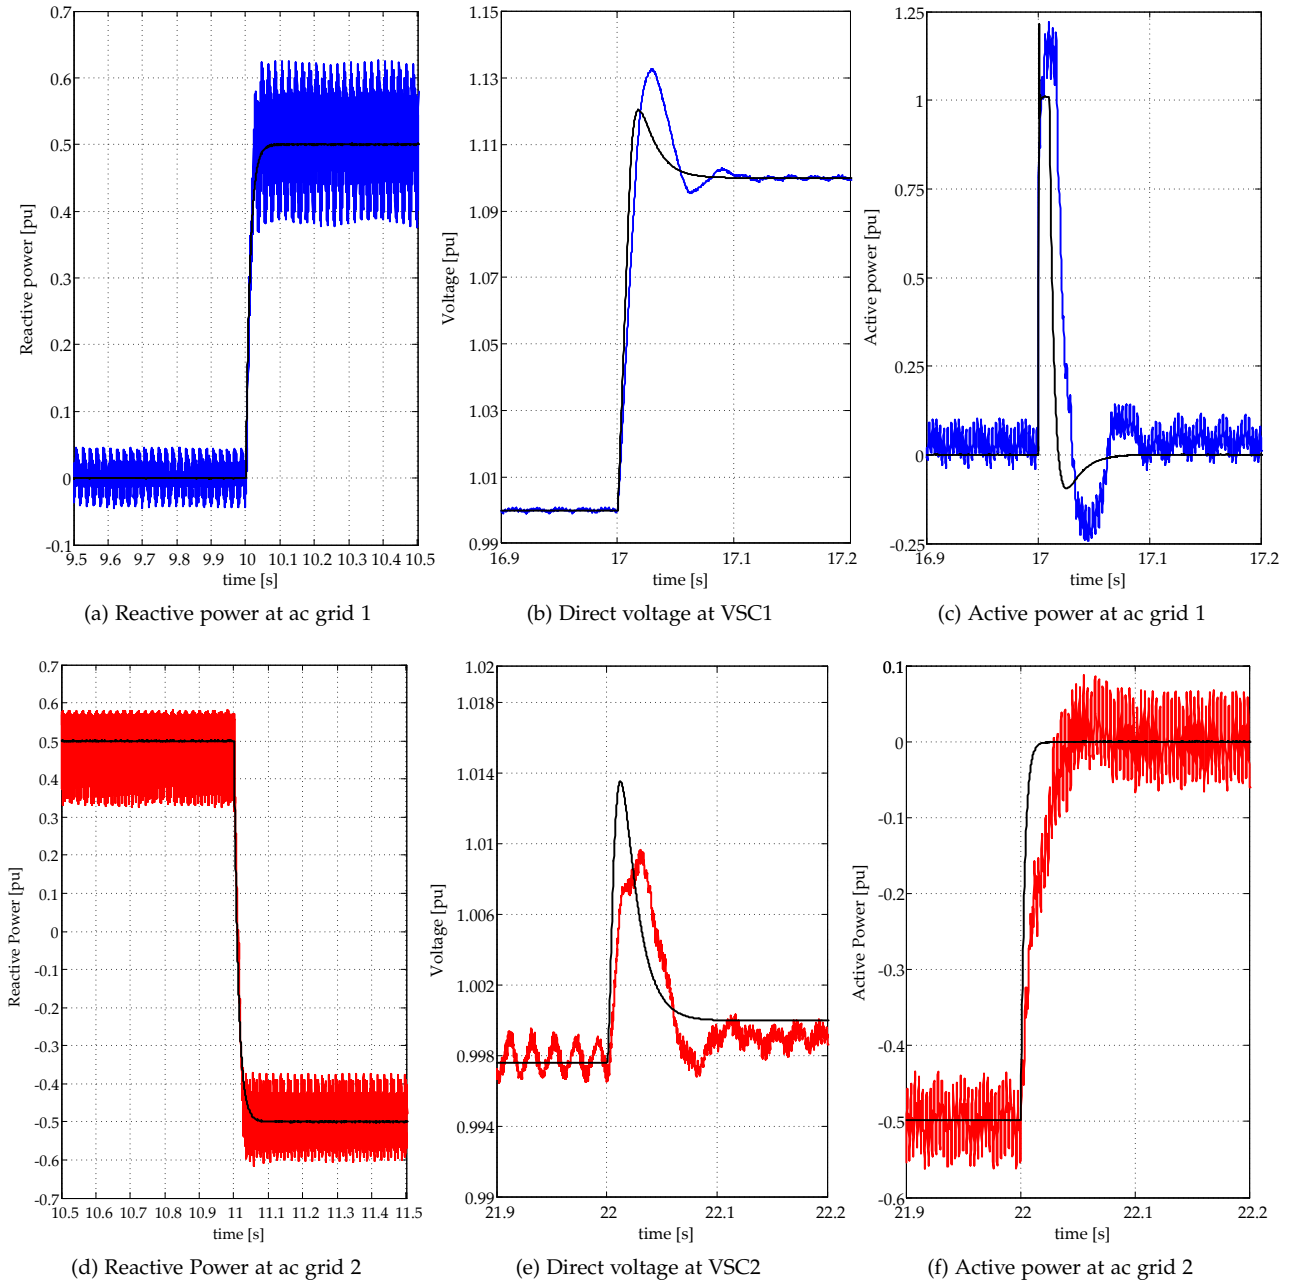 0.7
0.6
0.5
0.4
0.3
0.2
0.1
0
-0.1
Reactive power [pu]
9.5 9.6 9.7 9.8 9.9 10 10.1 10.2 10.3 10.4 10.5
time [s]
(a) Reactive power at ac grid 1
1.15
1.13
1.11
1.09
1.07
1.05
1.03
1.01
0.99
Voltage [pu]
16.9 17 17.1 17.2
time [s]
(b) Direct voltage at VSC1
1.25
1
0.75
0.5
0.25
0
-0.25
Active power [pu]
16.9 17 17.1 17.2
time [s]
(c) Active power at ac grid 1
0.7
0.6
0.5
0.4
0.3
0.2
0.1
0
-0.1
-0.2
-0.3
-0.4
-0.5
-0.6
-0.7
Reactive Power [pu]
10.5 10.6 10.7 10.8 10.9 11 11.1 11.2 11.3 11.4 11.5
time [s]
(d) Reactive Power at ac grid 2
1.02
1.018
1.014
1.01
1.006
1.002
0.998
0.994
0.99
Voltage [pu]
21.9 22 22.1 22.2
time [s]
(e) Direct voltage at VSC2
0.1
0
-0.1
-0.2
-0.3
-0.4
-0.5
-0.6
Active Power [pu]
21.9 22 22.1 22.2
time [s]
(f) Active power at ac grid 2